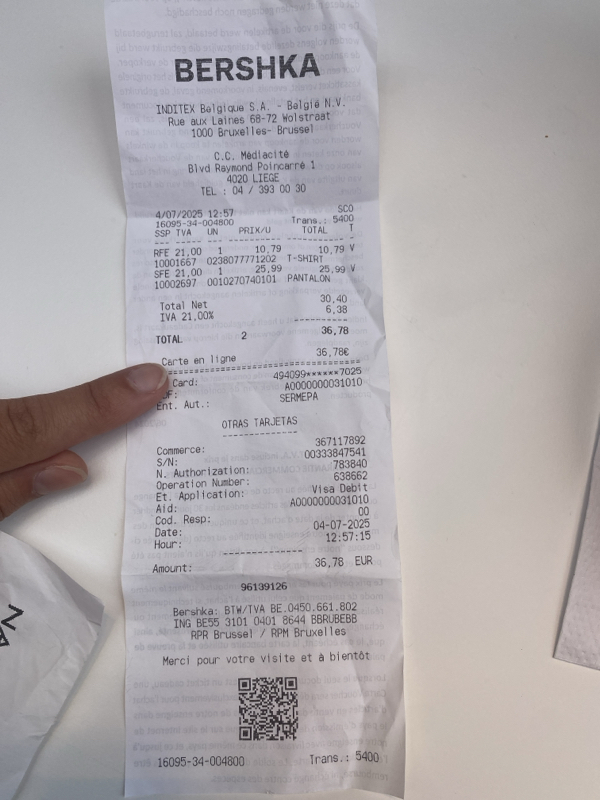 BERSHKA
INDITEX Belgique S.A. - België N.V.
Rue aux Laines 68-72 Wolstraat
1000 Bruxelles- Brussel
C.C. Médiacité
Blvd Raymond Poincarré 1
4020 LIEGE
TEL : 04 / 393 00 30
4/07/2025 12:57 SCO
16095-34-004800 Trans.: 5400
SSP TVA UN PRIX/U TOTAL T
RFE 21,00 1 10,79 10,79 V
10001667 0238077771202 T-SHIRT
SFE 21,00 1 25,99 25,99 V
10002697 0010270740101 PANTALON
Total Net 30,40
IVA 21,00% 6,38
TOTAL 2 36,78
Carte en ligne 36,78€
Card: 494099******7025
A0000000031010
Ent. Aut.: SERMEPA
OTRAS TARJETAS
Commerce: 367117892
S/N: 00333847541
N. Authorization: 783840
Operation Number: 638662
Et. Application: Visa Debit
Aid: A0000000031010
Cod. Resp: 00
Date: 04-07-2025
Hour: 12:57:15
Amount: 36,78 EUR
96139126
Bershka: BTW/TVA BE.0450.661.802
ING BE55 3101 0401 8644 BBRUBEBB
RPR Brussel / RPM Bruxelles
Merci pour votre visite et à bientôt
16095-34-004800 Trans.: 5400